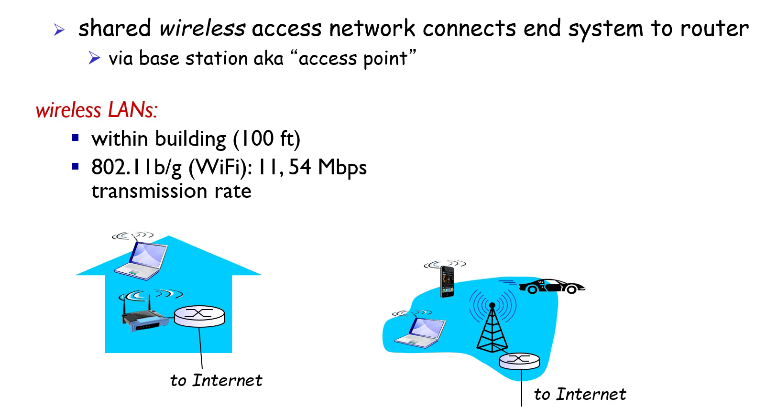 shared wireless access network connects end system to router
via base station aka “access point”
wireless LANs:
within building (100 ft)
802.11b/g (WiFi): 11, 54 Mbps
transmission rate
to Internet
to Internet